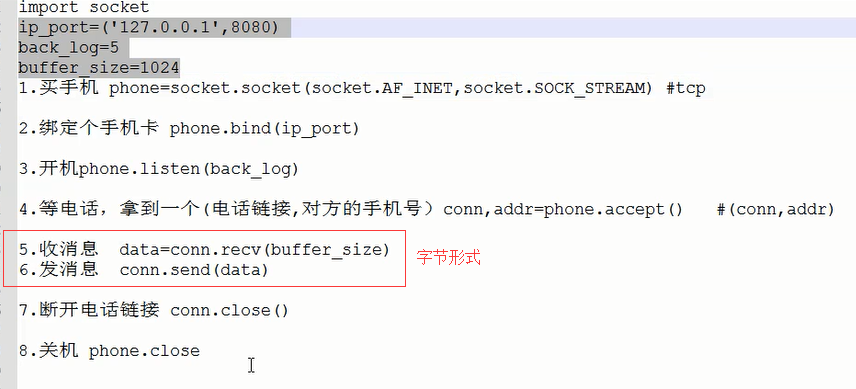 import socket
ip_port=('127.0.0.1',8080)
back_log=5
buffer_size=1024
1.买手机 phone=socket.socket(socket.AF_INET,socket.SOCK_STREAM) #tcp
2.绑定个手机卡 phone.bind(ip_port)
3.开机phone.listen(back_log)
4.等电话，拿到一个(电话链接,对方的手机号）conn,addr=phone.accept() #(conn,addr)
5.收消息 data=conn.recv(buffer_size)
字节形式
6.发消息 conn.send(data)
7.断开电话链接 conn.close()
8.关机 phone.close